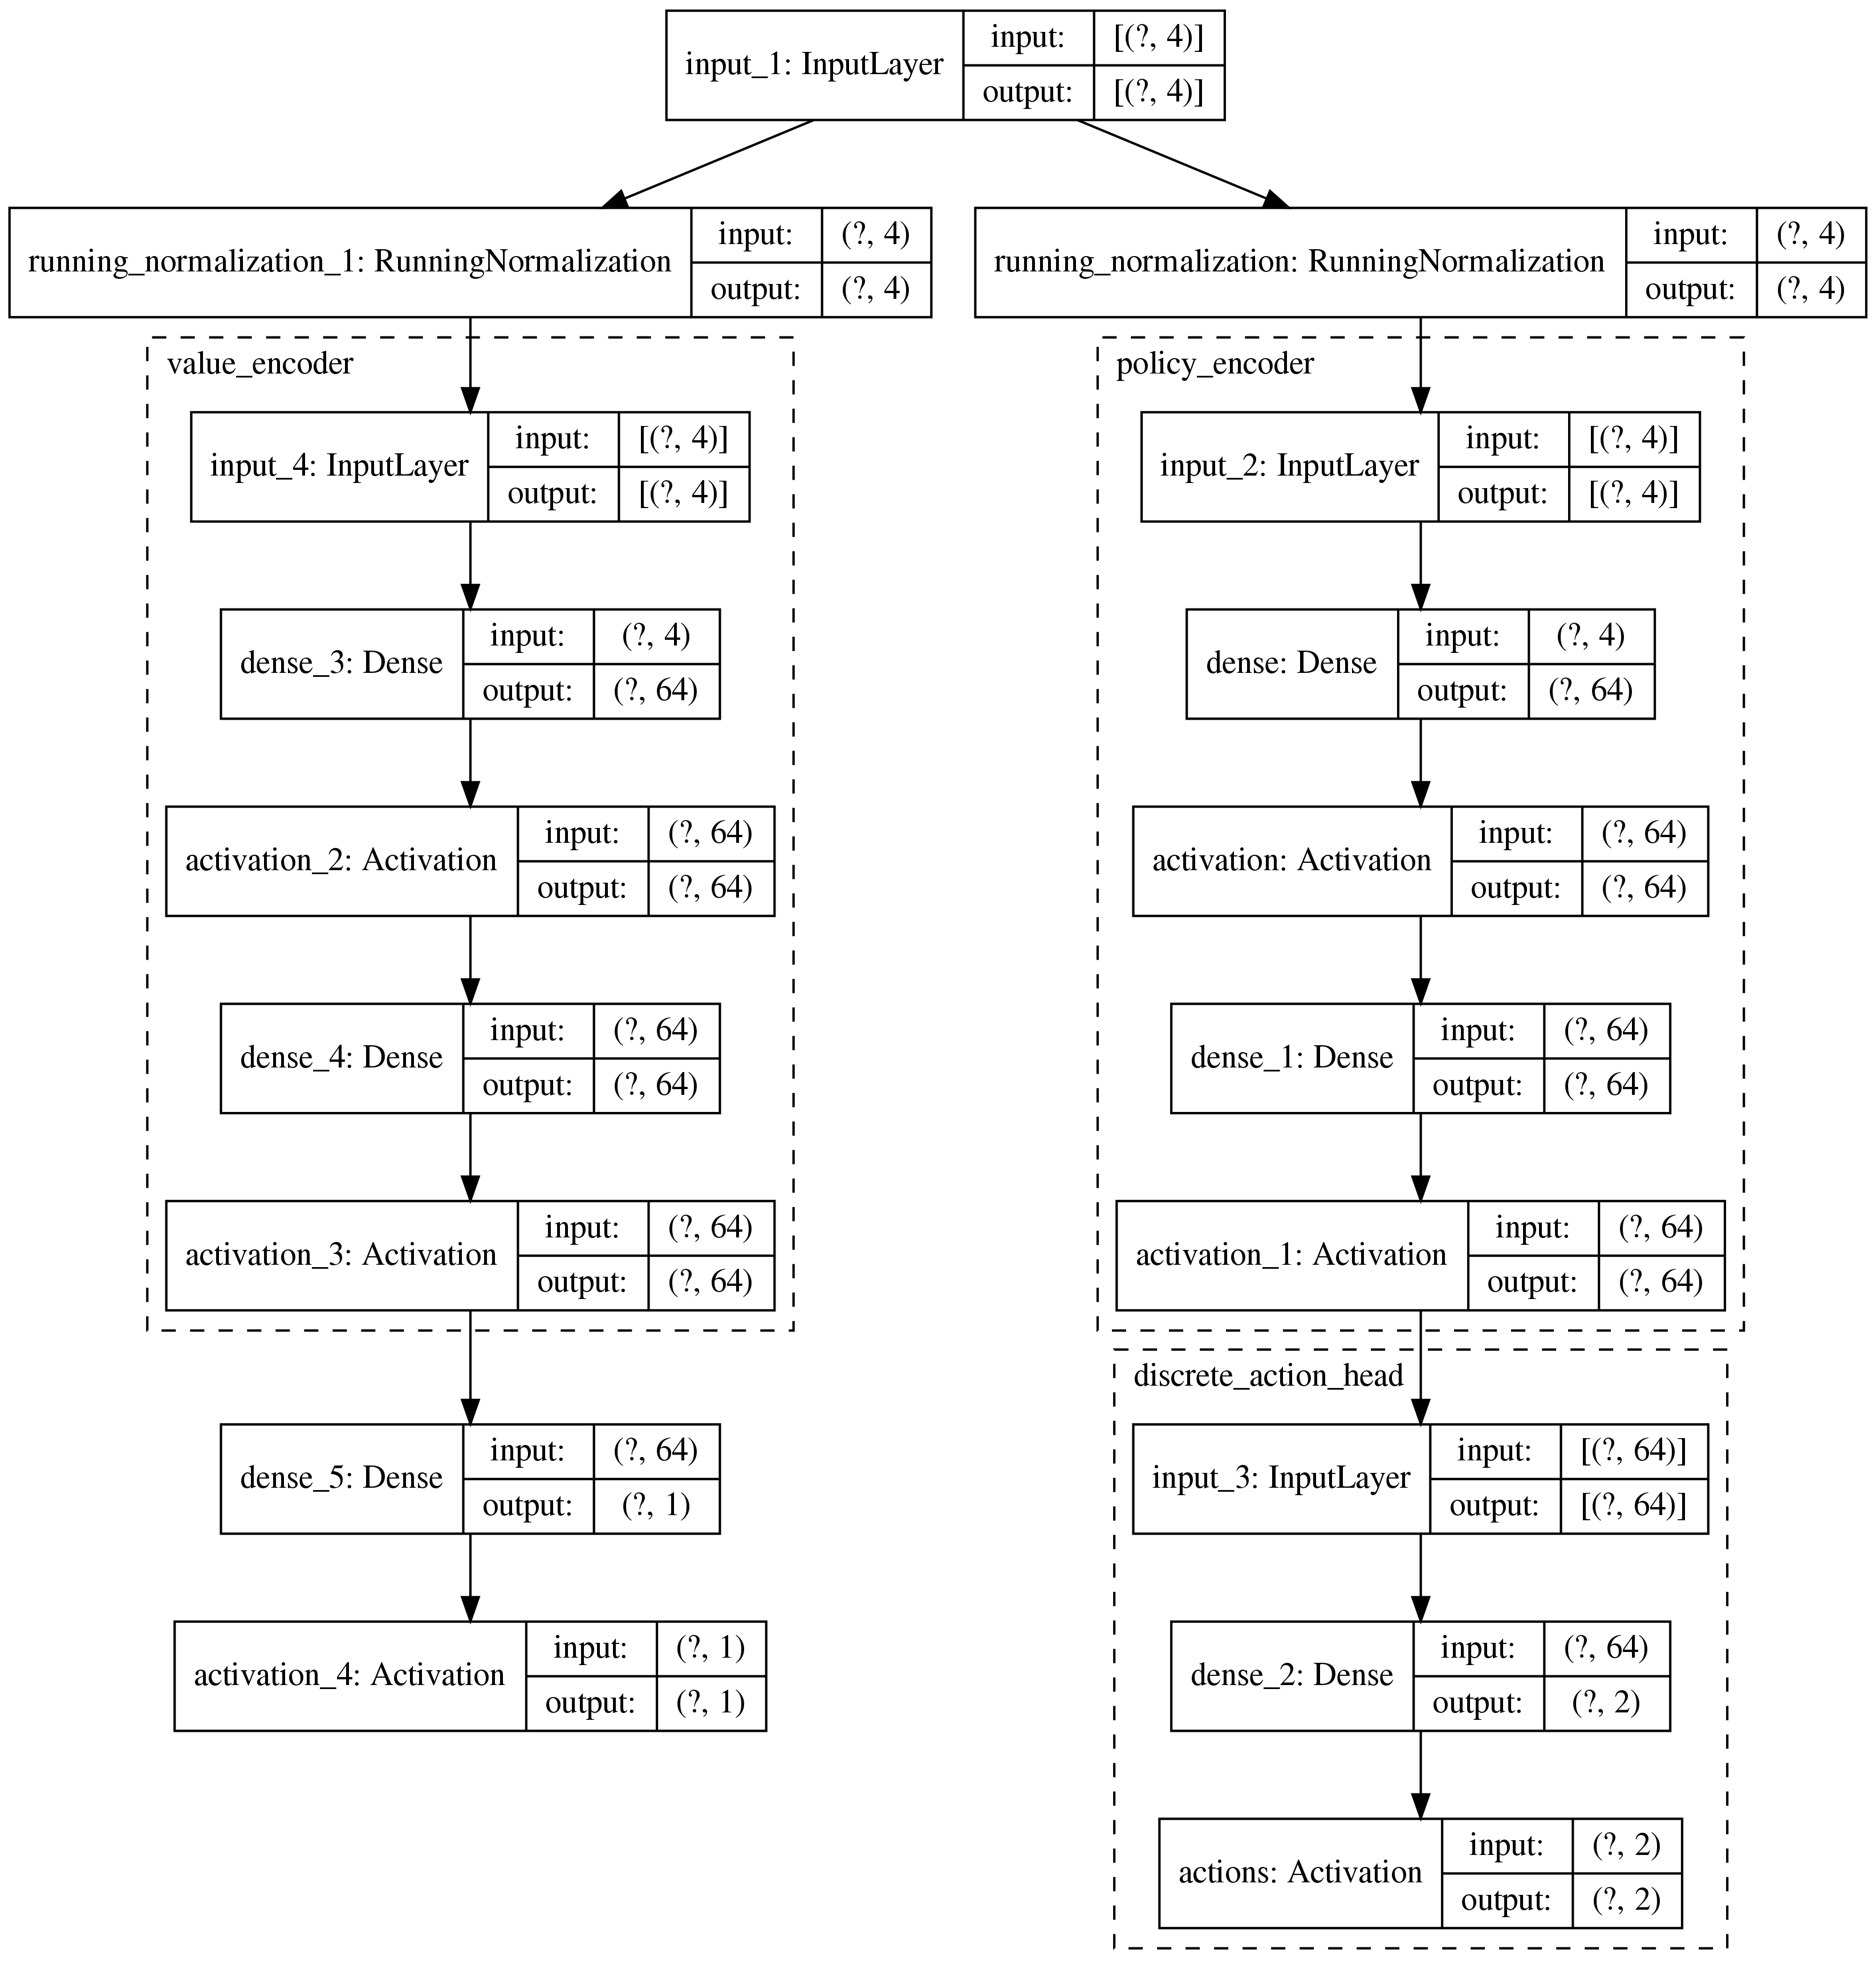 input_1: InputLayer
input: [(?, 4)]
output: [(?, 4)]
running_normalization_1: RunningNormalization
input: (?, 4)
output: (?, 4)
running_normalization: RunningNormalization
input: (?, 4)
output: (?, 4)
value_encoder
input_4: InputLayer
input: [(?, 4)]
output: [(?, 4)]
dense_3: Dense
input: (?, 4)
output: (?, 64)
activation_2: Activation
input: (?, 64)
output: (?, 64)
dense_4: Dense
input: (?, 64)
output: (?, 64)
activation_3: Activation
input: (?, 64)
output: (?, 64)
dense_5: Dense
input: (?, 64)
output: (?, 1)
activation_4: Activation
input: (?, 1)
output: (?, 1)
policy_encoder
input_2: InputLayer
input: [(?, 4)]
output: [(?, 4)]
dense: Dense
input: (?, 4)
output: (?, 64)
activation: Activation
input: (?, 64)
output: (?, 64)
dense_1: Dense
input: (?, 64)
output: (?, 64)
activation_1: Activation
input: (?, 64)
output: (?, 64)
discrete_action_head
input_3: InputLayer
input: [(?, 64)]
output: [(?, 64)]
dense_2: Dense
input: (?, 64)
output: (?, 2)
actions: Activation
input: (?, 2)
output: (?, 2)